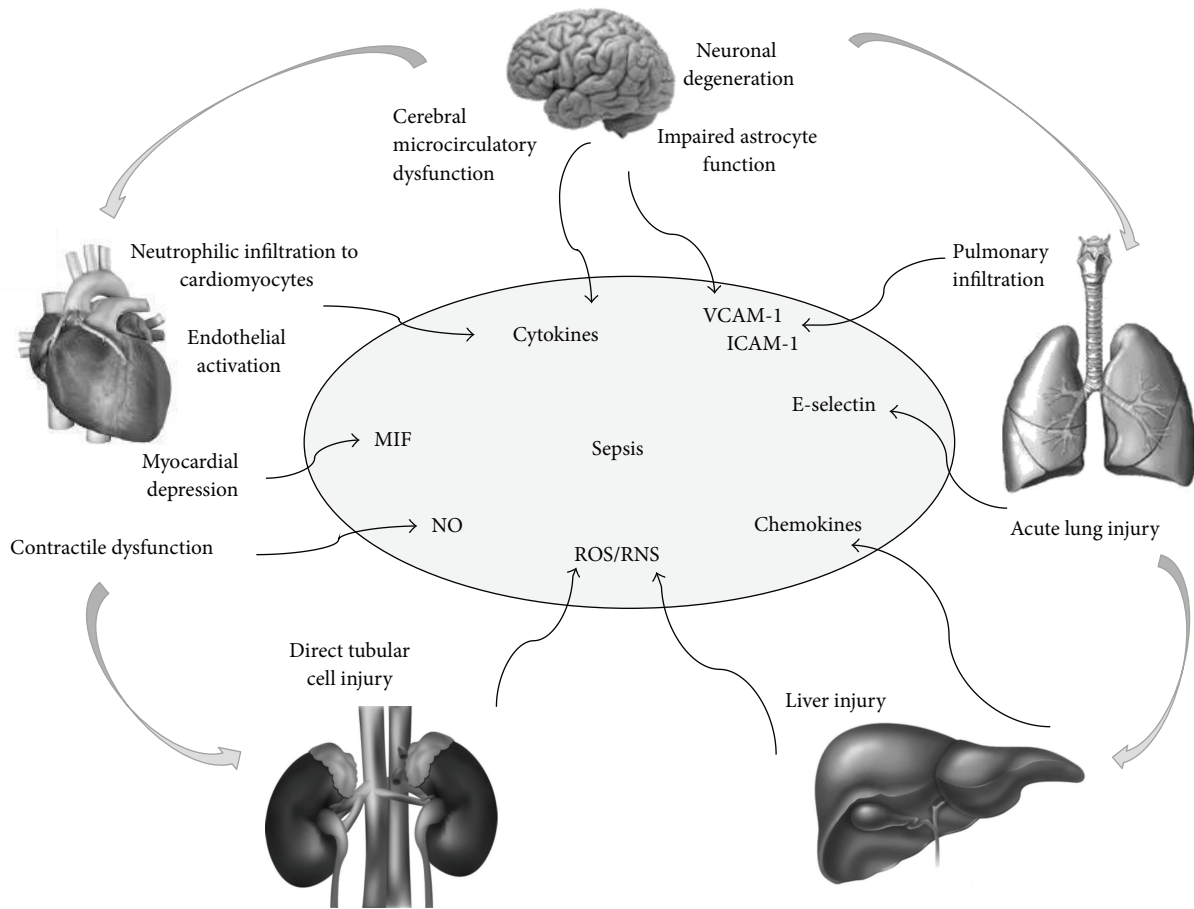 Neuronal
degeneration
Cerebral
microcirculatory
dysfunction
Impaired astrocyte
function
Neutrophilic infiltration to
cardiomyocytes
Pulmonary
infiltration
Endothelial
activation
Cytokines
VCAM-1
ICAM-1
E-selectin
MIF
Sepsis
Myocardial
depression
NO
Chemokines
Contractile dysfunction
Acute lung injury
ROS/RNS
Direct tubular
cell injury
Liver injury